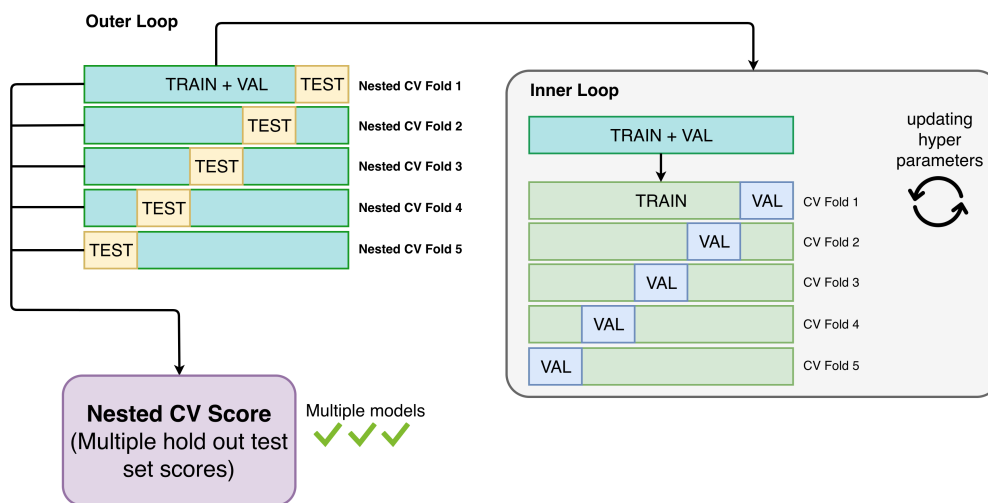 Outer Loop
TRAIN + VAL
TEST
Nested CV Fold 1
TEST
Nested CV Fold 2
TEST
Nested CV Fold 3
TEST
Nested CV Fold 4
TEST
Nested CV Fold 5
Nested CV Score
(Multiple hold out test
set scores)
Multiple models
Inner Loop
TRAIN + VAL
TRAIN
VAL
CV Fold 1
VAL
CV Fold 2
VAL
CV Fold 3
VAL
CV Fold 4
VAL
CV Fold 5
updating
hyper
parameters